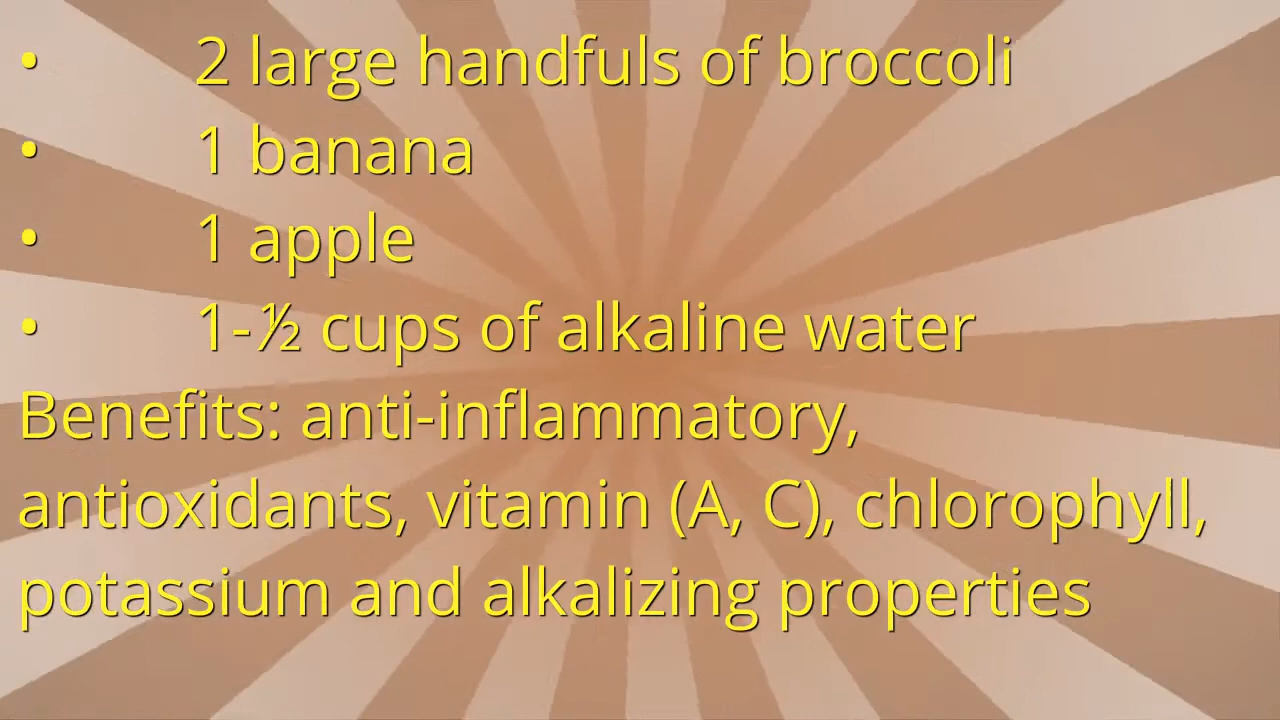 • 2 large handfuls of broccoli
• 1 banana
• 1 apple
• 1-½ cups of alkaline water
Benefits: anti-inflammatory,
antioxidants, vitamin (A, C), chlorophyll,
potassium and alkalizing properties